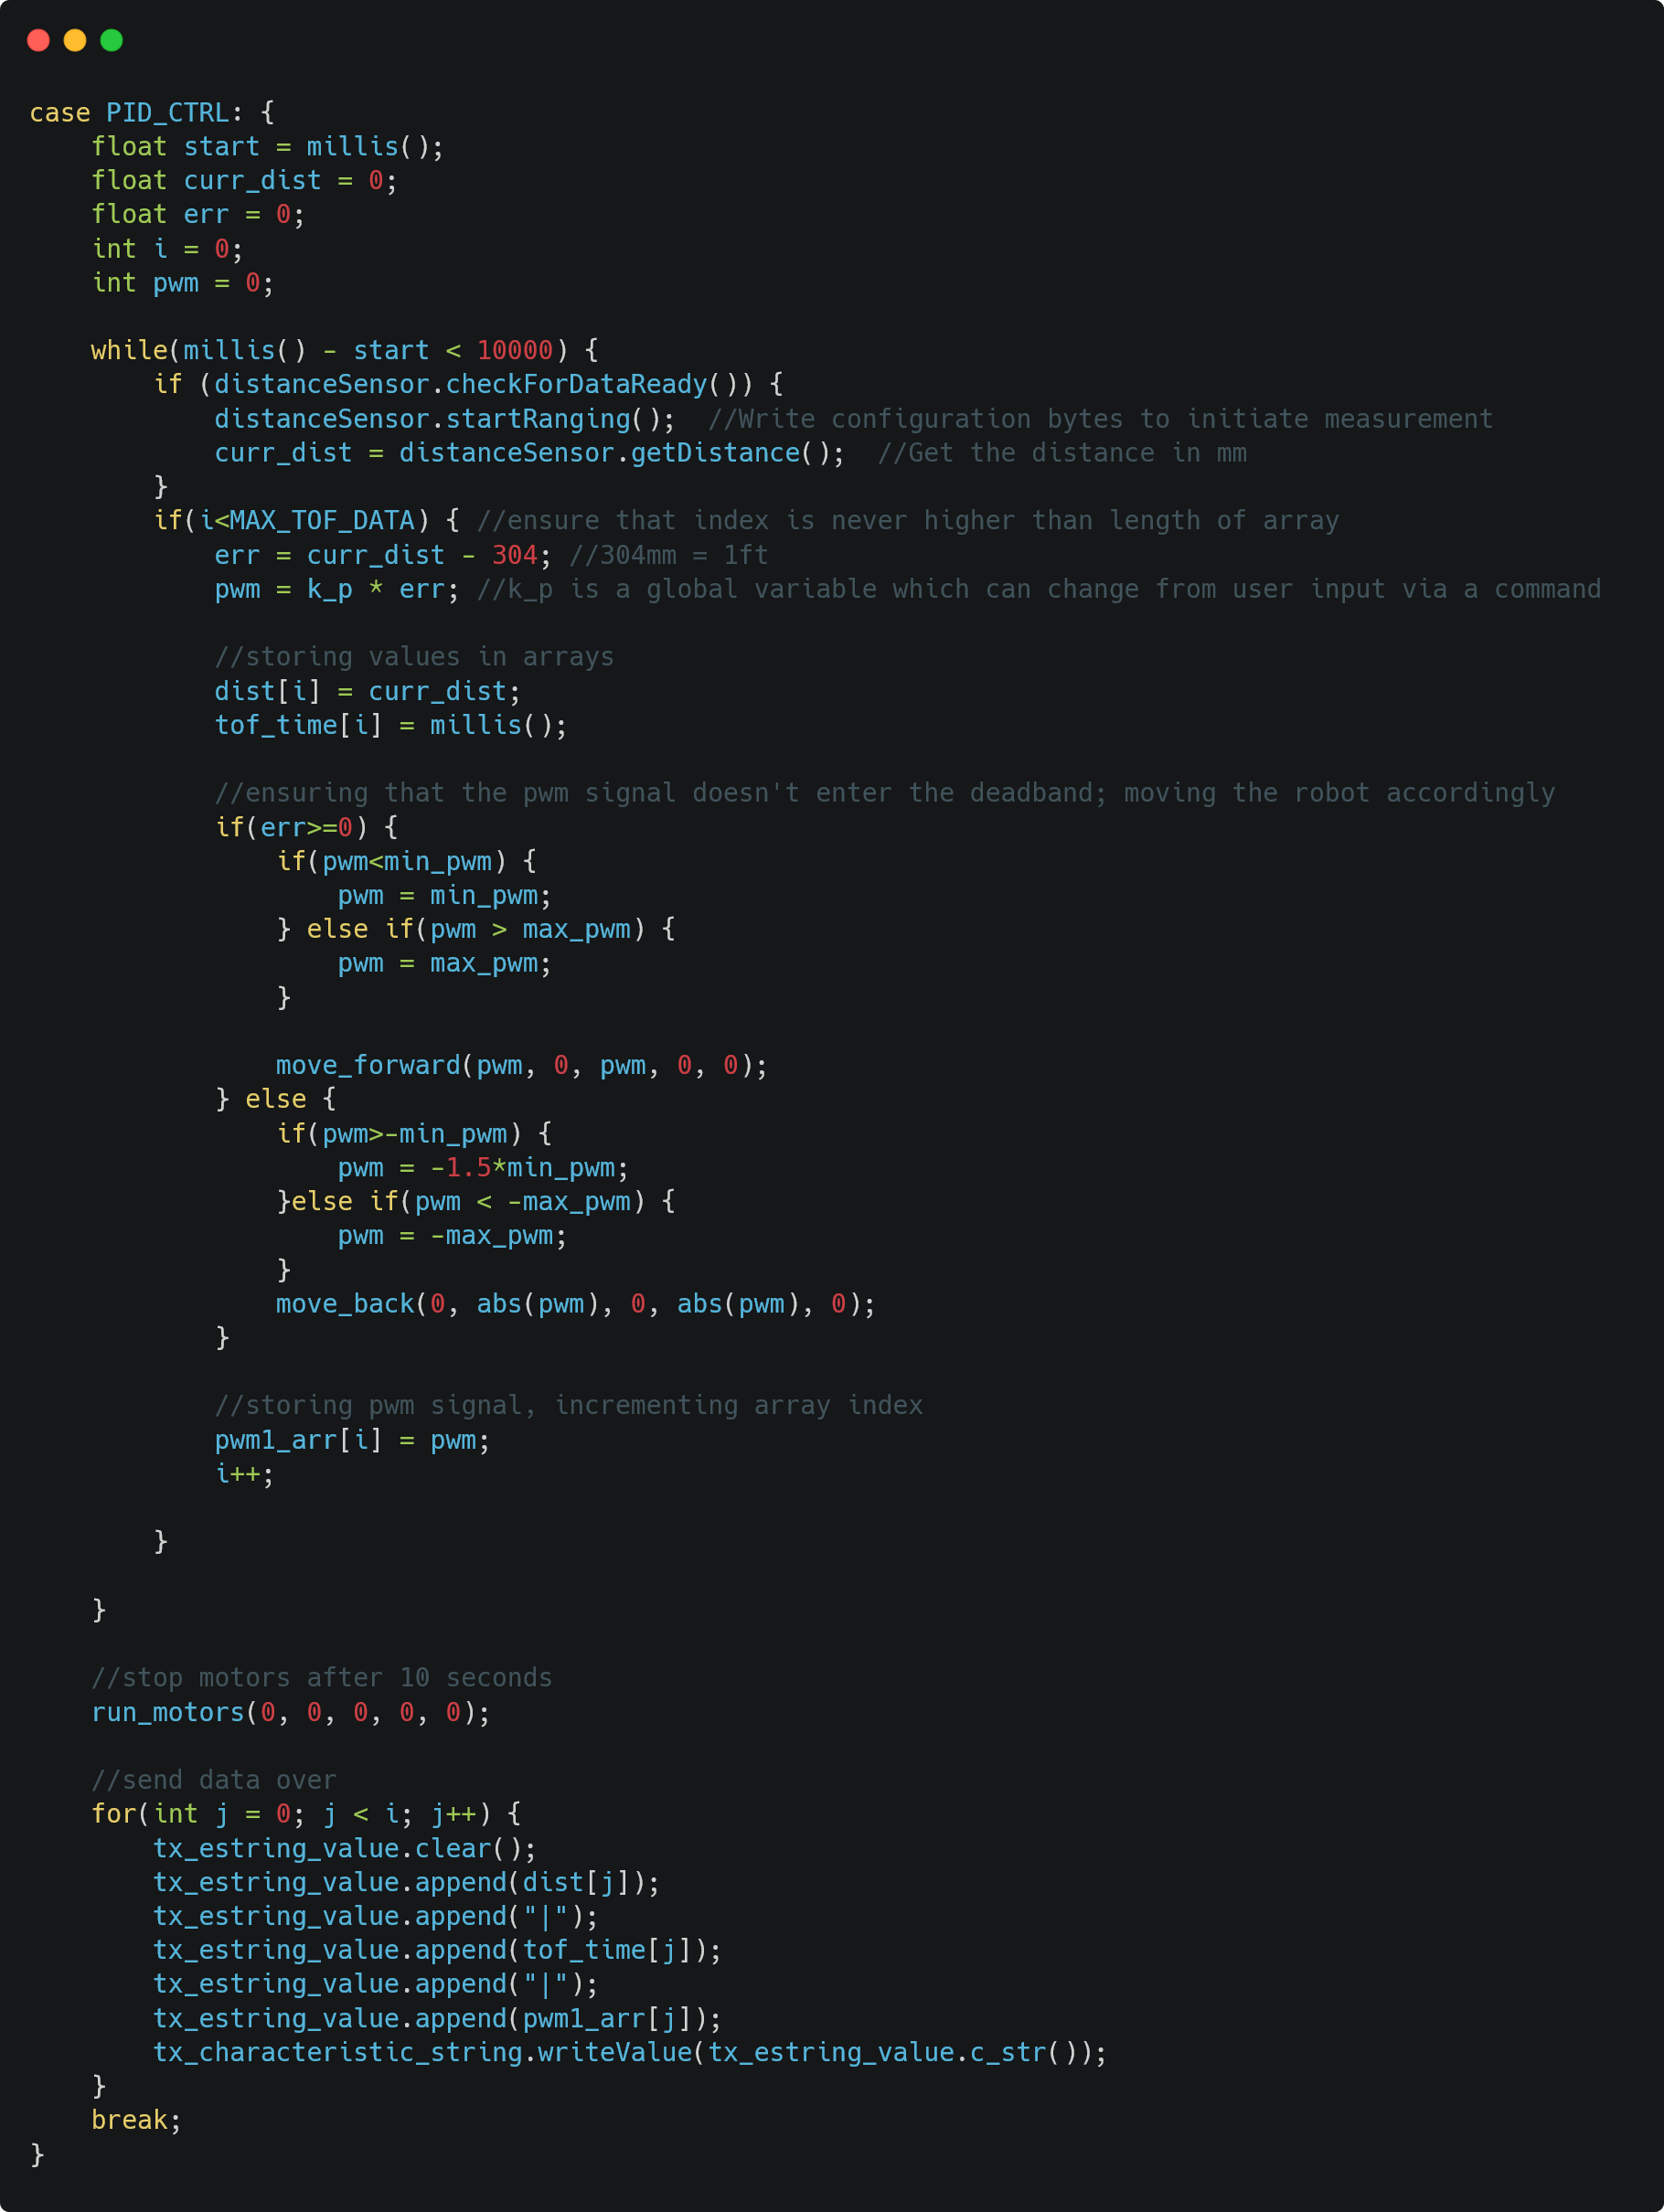 case PID_CTRL: {
    float start = millis();
    float curr_dist = 0;
    float err = 0;
    int i = 0;
    int pwm = 0;

    while(millis() - start < 10000) {
        if (distanceSensor.checkForDataReady()) {
            distanceSensor.startRanging();  //Write configuration bytes to initiate measurement
            curr_dist = distanceSensor.getDistance();  //Get the distance in mm
        }
        if(i<MAX_TOF_DATA) { //ensure that index is never higher than length of array
            err = curr_dist - 304; //304mm = 1ft
            pwm = k_p * err; //k_p is a global variable which can change from user input via a command

            //storing values in arrays
            dist[i] = curr_dist;
            tof_time[i] = millis();

            //ensuring that the pwm signal doesn't enter the deadband; moving the robot accordingly
            if(err>=0) {
                if(pwm<min_pwm) {
                    pwm = min_pwm;
                } else if(pwm > max_pwm) {
                    pwm = max_pwm;
                }

                move_forward(pwm, 0, pwm, 0, 0);
            } else {
                if(pwm>-min_pwm) {
                    pwm = -1.5*min_pwm;
                }else if(pwm < -max_pwm) {
                    pwm = -max_pwm;
                }
                move_back(0, abs(pwm), 0, abs(pwm), 0);
            }

            //storing pwm signal, incrementing array index
            pwm1_arr[i] = pwm;
            i++;

        }

    }

    //stop motors after 10 seconds
    run_motors(0, 0, 0, 0, 0);

    //send data over
    for(int j = 0; j < i; j++) {
        tx_estring_value.clear();
        tx_estring_value.append(dist[j]);
        tx_estring_value.append("|");
        tx_estring_value.append(tof_time[j]);
        tx_estring_value.append("|");
        tx_estring_value.append(pwm1_arr[j]);
        tx_characteristic_string.writeValue(tx_estring_value.c_str());
    }
    break;
}